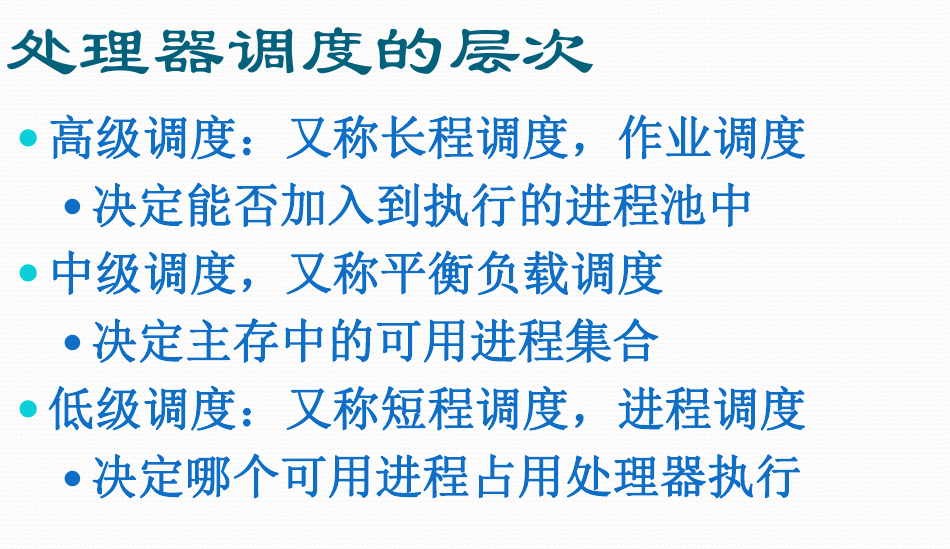 处理器调度的层次
•高级调度：又称长程调度，作业调度
•决定能否加入到执行的进程池中
•中级调度，又称平衡负载调度
•决定主存中的可用进程集合
•低级调度：又称短程调度，进程调度
•决定哪个可用进程占用处理器执行